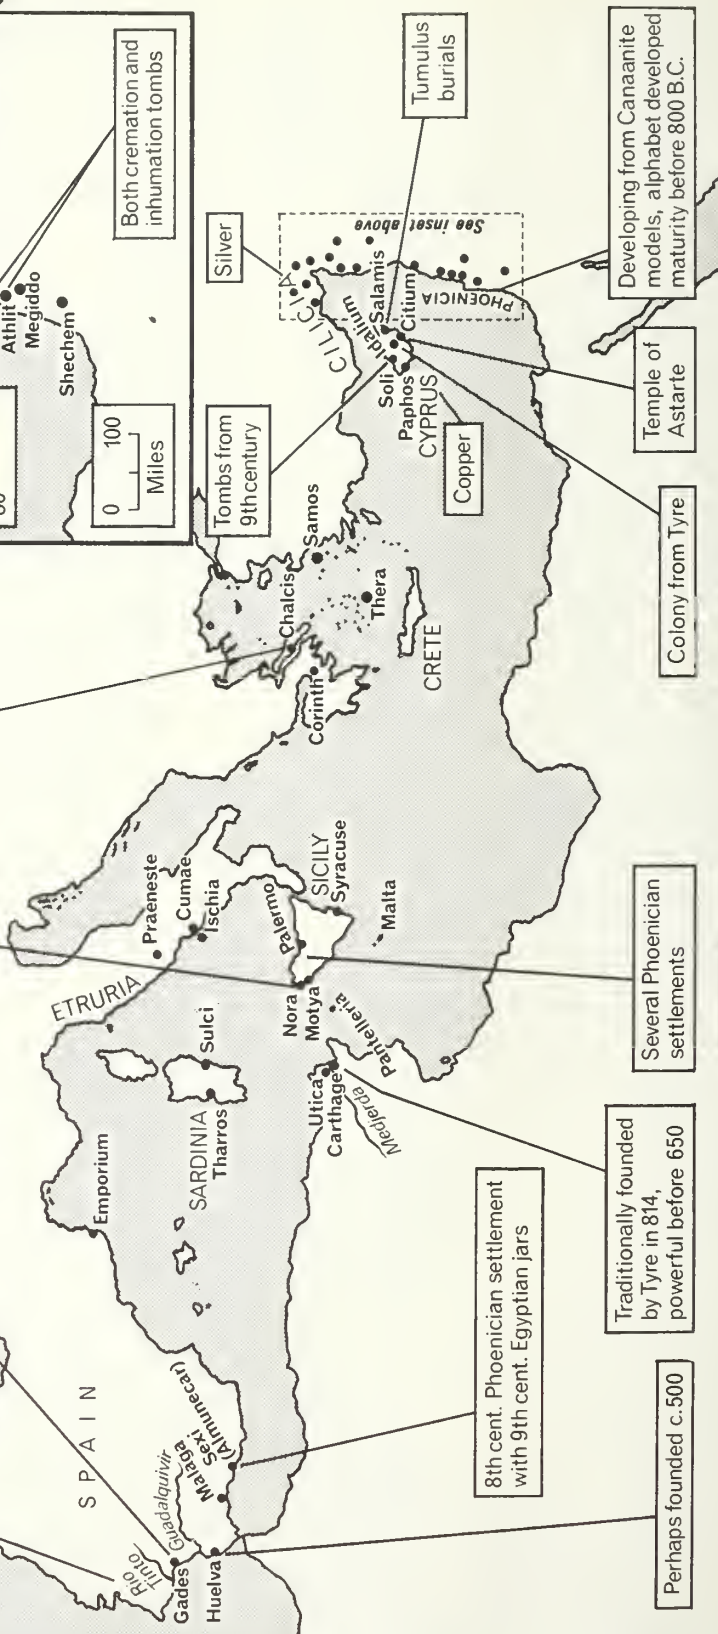 Athlit
Megiddo
Shechem
Both cremation and
inhumation tombs
0 100
Miles
Silver
Tumulus
burials
See inset above
Developing from Canaanite
models, alphabet developed
maturity before 800 B.C.
CILICIA
PHOENICIA
Salamis
Idalium
Citium
Soli
Paphos
CYPRUS
Copper
Tombs from
9th century
Temple of
Astarte
Colony from Tyre
Samos
Chalcis
Thera
Corinth
CRETE
Praeneste
Cumae
Ischia
ETRURIA
Palermo
SICILY
Syracuse
Malta
Nora
Motya
Pantelleria
Several Phoenician
settlements
Sulci
SARDINIA
Tharros
Utica
Carthage
Medjerda
Traditionally founded
by Tyre in 814,
powerful before 650
Emporium
SPAIN
Guadalquivir
Malaga
Sexi
(Almunecar)
8th cent. Phoenician settlement
with 9th cent. Egyptian jars
Rio
Tinto
Gades
Huelva
Perhaps founded c.500